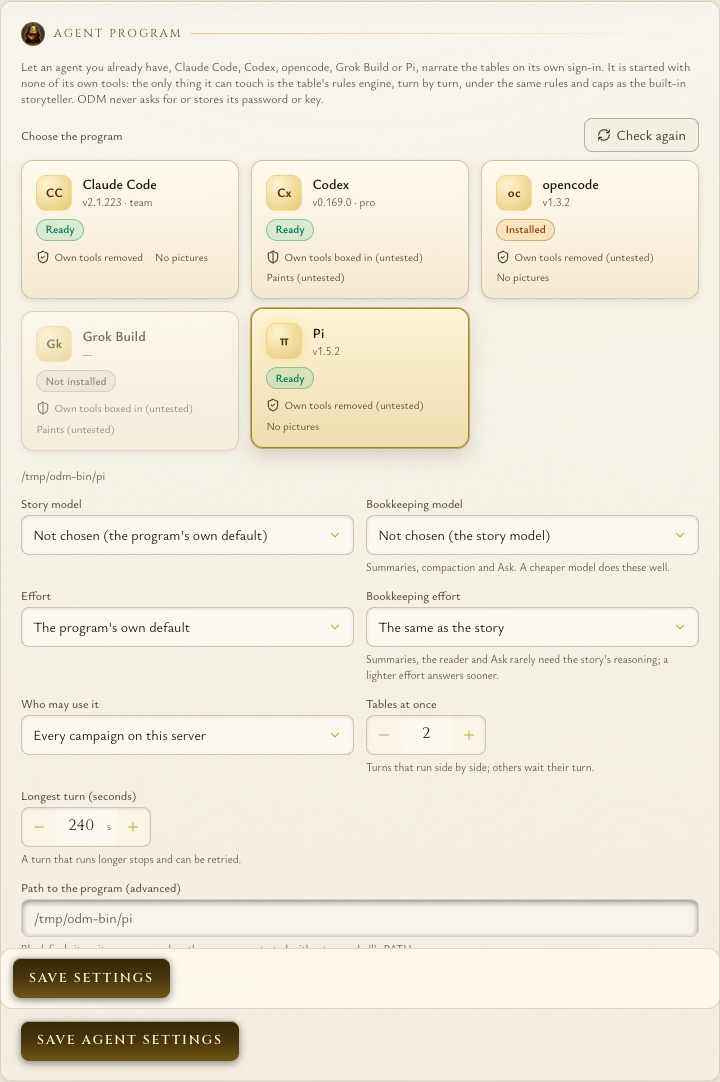 AGENT PROGRAM
Let an agent you already have, Claude Code, Codex, opencode, Grok Build or Pi, narrate the tables on its own sign-in. It is started with
none of its own tools: the only thing it can touch is the table's rules engine, turn by turn, under the same rules and caps as the built-in
storyteller. ODM never asks for or stores its password or key.
Choose the program
Check again
CC
Claude Code
v2.1.223 · team
Ready
Own tools removed No pictures
Cx
Codex
v0.169.0 · pro
Ready
Own tools boxed in (untested)
Paints (untested)
oc
opencode
v1.3.2
Installed
Own tools removed (untested)
No pictures
Gk
Grok Build
—
Not installed
Own tools boxed in (untested)
Paints (untested)
π
Pi
v1.5.2
Ready
Own tools removed (untested)
No pictures
/tmp/odm-bin/pi
Story model
Not chosen (the program's own default)
Bookkeeping model
Not chosen (the story model)
Summaries, compaction and Ask. A cheaper model does these well.
Effort
The program's own default
Bookkeeping effort
The same as the story
Summaries, the reader and Ask rarely need the story's reasoning; a
lighter effort answers sooner.
Who may use it
Every campaign on this server
Tables at once
− 2 +
Turns that run side by side; others wait their turn.
Longest turn (seconds)
− 240 s +
A turn that runs longer stops and can be retried.
Path to the program (advanced)
/tmp/odm-bin/pi
SAVE SETTINGS
SAVE AGENT SETTINGS